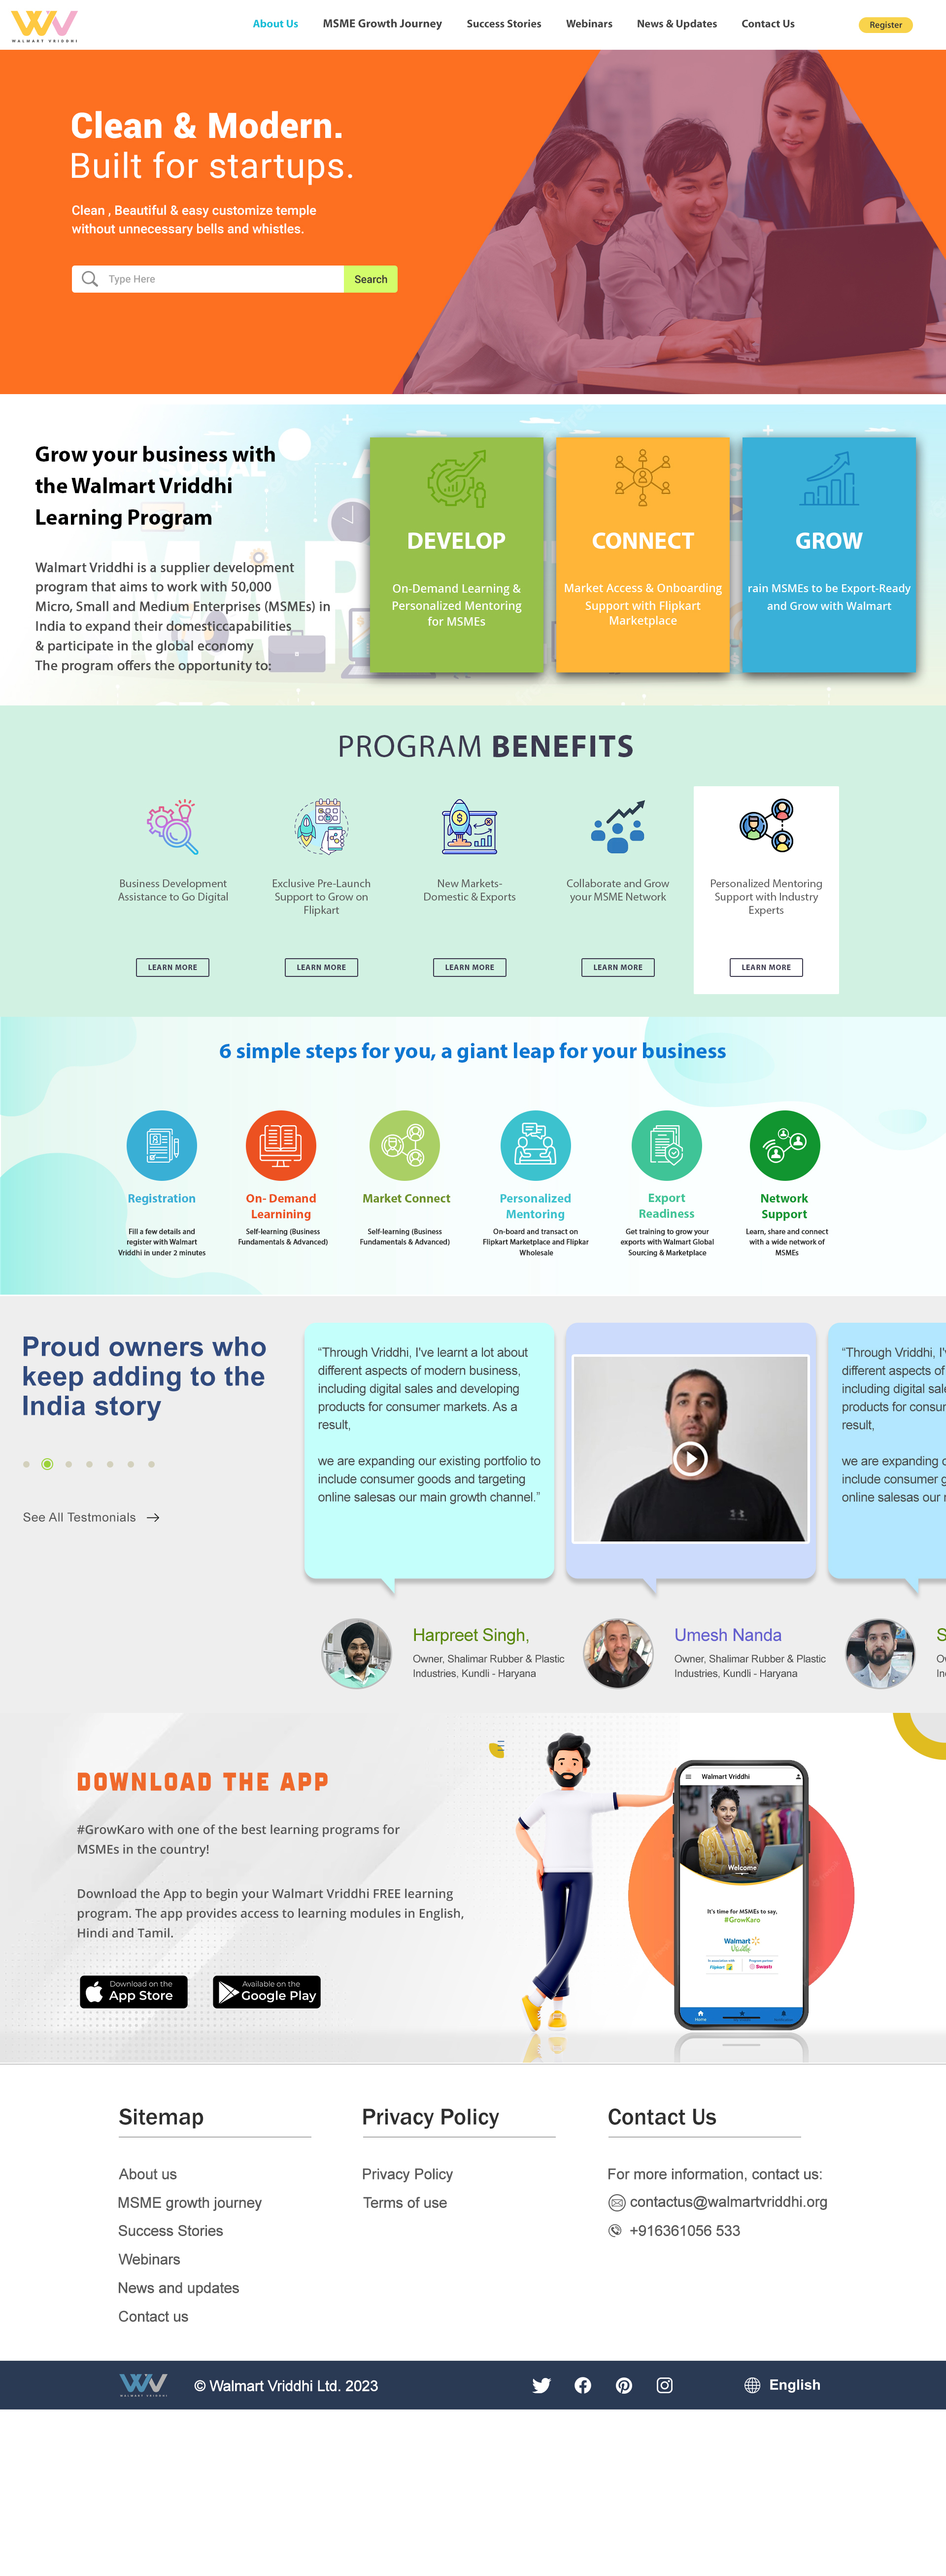 WALMART VRIDDHI
About Us MSME Growth Journey Success Stories Webinars News & Updates Contact Us Register
Clean & Modern.
Built for startups.
Clean , Beautiful & easy customize temple
without unnecessary bells and whistles.
Type Here Search
Grow your business with
the Walmart Vriddhi
Learning Program
Walmart Vriddhi is a supplier development
program that aims to work with 50,000
Micro, Small and Medium Enterprises (MSMEs) in
India to expand their domesticcapabilities
& participate in the global economy
The program offers the opportunity to:
DEVELOP
On-Demand Learning &
Personalized Mentoring
for MSMEs
CONNECT
Market Access & Onboarding
Support with Flipkart
Marketplace
GROW
rain MSMEs to be Export-Ready
and Grow with Walmart
PROGRAM BENEFITS
Business Development
Assistance to Go Digital
LEARN MORE
Exclusive Pre-Launch
Support to Grow on
Flipkart
LEARN MORE
New Markets-
Domestic & Exports
LEARN MORE
Collaborate and Grow
your MSME Network
LEARN MORE
Personalized Mentoring
Support with Industry
Experts
LEARN MORE
6 simple steps for you, a giant leap for your business
Registration
Fill a few details and
register with Walmart
Vriddhi in under 2 minutes
On- Demand
Learnining
Self-learning (Business
Fundamentals & Advanced)
Market Connect
Self-learning (Business
Fundamentals & Advanced)
Personalized
Mentoring
On-board and transact on
Flipkart Marketplace and Flipkar
Wholesale
Export
Readiness
Get training to grow your
exports with Walmart Global
Sourcing & Marketplace
Network
Support
Learn, share and connect
with a wide network of
MSMEs
Proud owners who
keep adding to the
India story
See All Testmonials
“Through Vriddhi, I've learnt a lot about
different aspects of modern business,
including digital sales and developing
products for consumer markets. As a
result,
we are expanding our existing portfolio to
include consumer goods and targeting
online salesas our main growth channel.”
Harpreet Singh,
Owner, Shalimar Rubber & Plastic
Industries, Kundli - Haryana
Umesh Nanda
Owner, Shalimar Rubber & Plastic
Industries, Kundli - Haryana
“Through Vriddhi, I'
different aspects of
including digital sal
products for consu
result,
we are expanding
include consumer
online salesas our
S
DOWNLOAD THE APP
#GrowKaro with one of the best learning programs for
MSMEs in the country!
Download the App to begin your Walmart Vriddhi FREE learning
program. The app provides access to learning modules in English,
Hindi and Tamil.
Download on the
App Store
Available on the
Google Play
Walmart Vriddhi
Welcome
It's time for MSMEs to say,
#GrowKaro
Walmart
Vriddhi
In association with
Flipkart
Program partner
Swasti
Home
Sitemap
About us
MSME growth journey
Success Stories
Webinars
News and updates
Contact us
Privacy Policy
Privacy Policy
Terms of use
Contact Us
For more information, contact us:
contactus@walmartvriddhi.org
+916361056 533
WALMART VRIDDHI
© Walmart Vriddhi Ltd. 2023
English